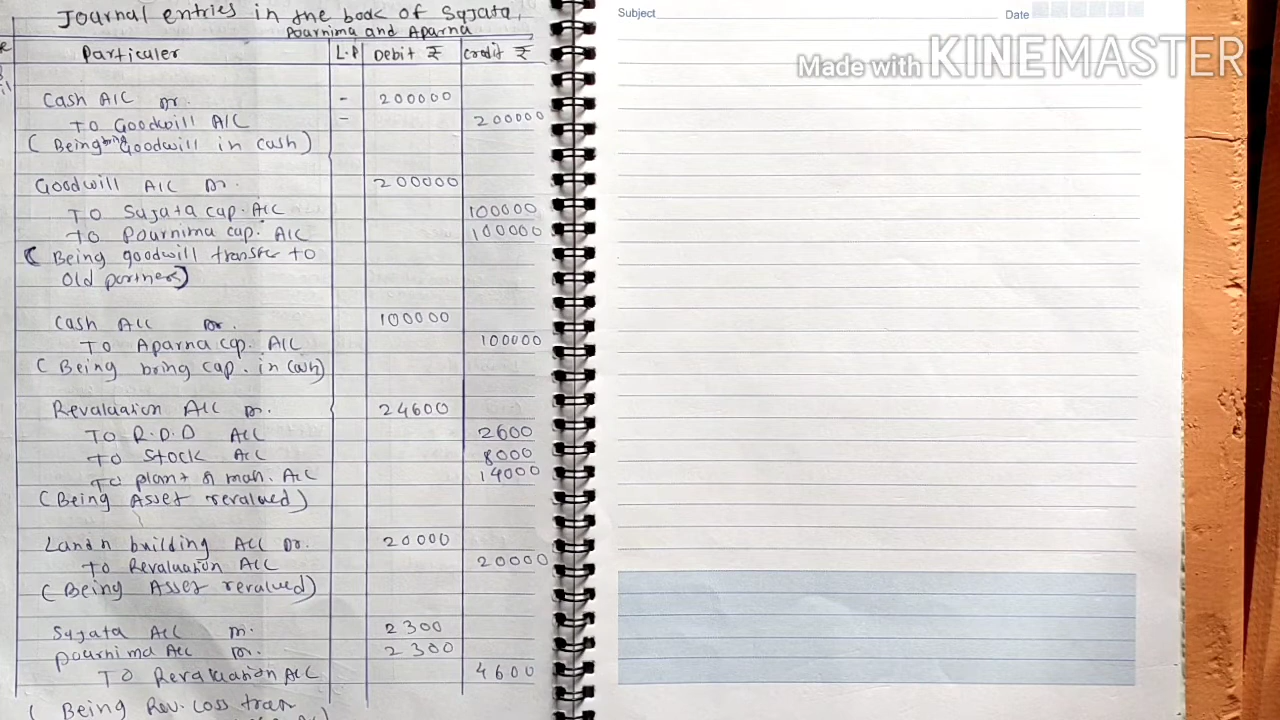 Journal entries in the book of Sujata,
Pournima and Aparna
Particuler L.P Debit ₹ Credit ₹
Cash A/C Dr. - 200000
To Goodwill A/C - 200000
( Being bring Goodwill in cash )
Goodwill A/C Dr. 200000
To Sujata cap. A/C 100000
To Pournima cap. A/C 100000
( Being goodwill transfer to
old partners)
Cash A/C Dr. 100000
To Aparna cap. A/C 100000
( Being bring cap. in cash)
Revaluation A/C Dr. 24600
To R.D.D A/C 2600
To Stock A/C 8000
To plant & mah. A/C 14000
( Being Asset revalued )
Landn building A/C Dr. 20000
To Revaluation A/C 20000
( Being Asset revalued )
Sujata A/C Dr. 2300
Pournima A/C Dr. 2300
To Revaluation A/C 4600
( Being Rev. Loss tran
Subject Date
Made with KINEMASTER